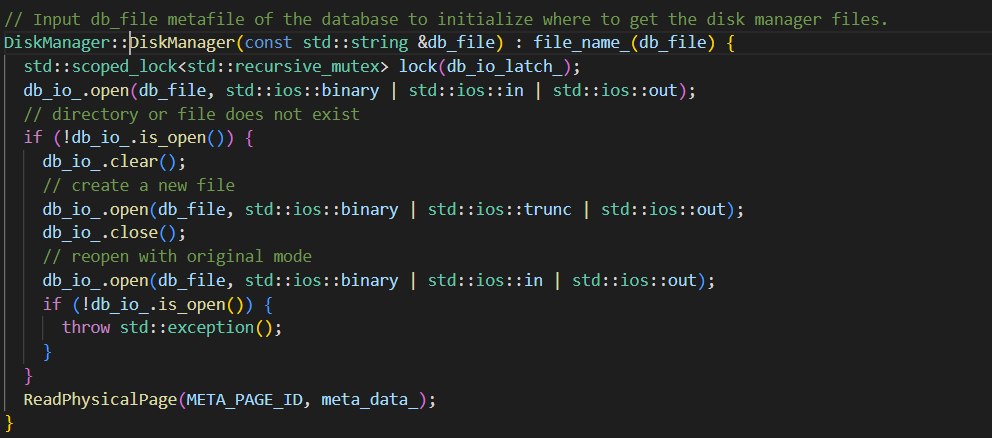 // Input db_file metafile of the database to initialize where to get the disk manager files.
DiskManager::DiskManager(const std::string &db_file) : file_name_(db_file) {
  std::scoped_lock<std::recursive_mutex> lock(db_io_latch_);
  db_io_.open(db_file, std::ios::binary | std::ios::in | std::ios::out);
  // directory or file does not exist
  if (!db_io_.is_open()) {
    db_io_.clear();
    // create a new file
    db_io_.open(db_file, std::ios::binary | std::ios::trunc | std::ios::out);
    db_io_.close();
    // reopen with original mode
    db_io_.open(db_file, std::ios::binary | std::ios::in | std::ios::out);
    if (!db_io_.is_open()) {
      throw std::exception();
    }
  }
  ReadPhysicalPage(META_PAGE_ID, meta_data_);
}